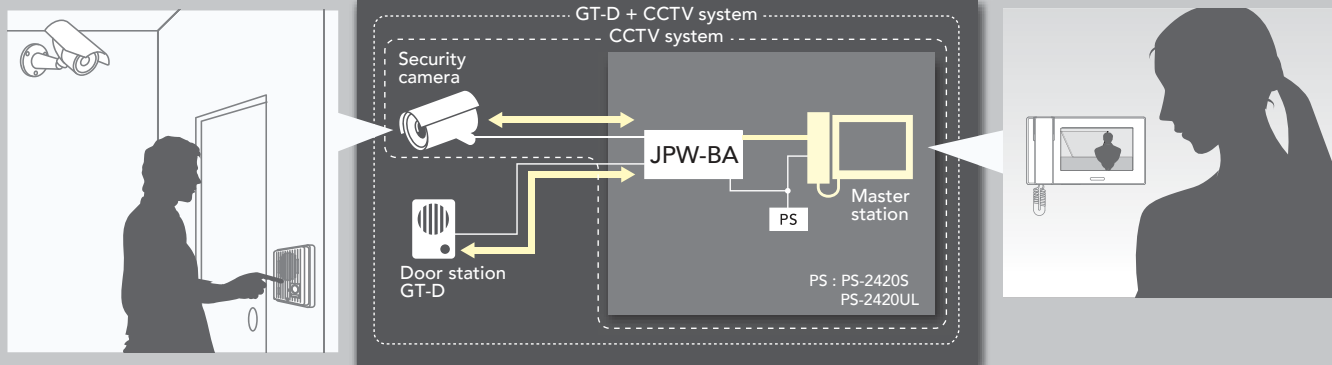 GT-D + CCTV system
CCTV system
Security
camera
JPW-BA
Master
station
PS
Door station
GT-D
PS : PS-2420S
PS-2420UL